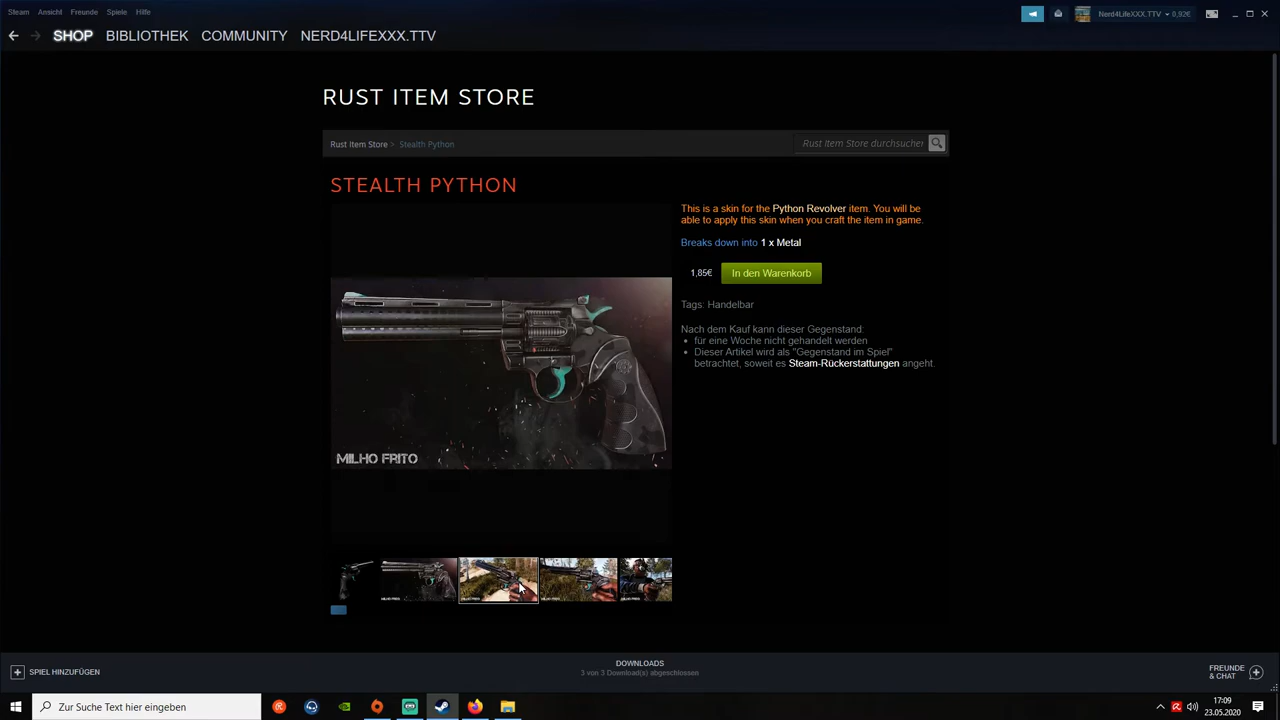 Steam Ansicht Freunde Spiele Hilfe
Nerd4LifeXXX.TTV 0,92€
SHOP BIBLIOTHEK COMMUNITY NERD4LIFEXXX.TTV
RUST ITEM STORE
Rust Item Store > Stealth Python
Rust Item Store durchsuchen
STEALTH PYTHON
This is a skin for the Python Revolver item. You will be
able to apply this skin when you craft the item in game.
Breaks down into 1 x Metal
1,85€ In den Warenkorb
Tags: Handelbar
Nach dem Kauf kann dieser Gegenstand:
für eine Woche nicht gehandelt werden
Dieser Artikel wird als "Gegenstand im Spiel"
betrachtet, soweit es Steam-Rückerstattungen angeht.
MILHO FRITO
+ SPIEL HINZUFÜGEN
DOWNLOADS
3 von 3 Download(s) abgeschlossen
FREUNDE
& CHAT +
Zur Suche Text hier eingeben
17:09
23.05.2020